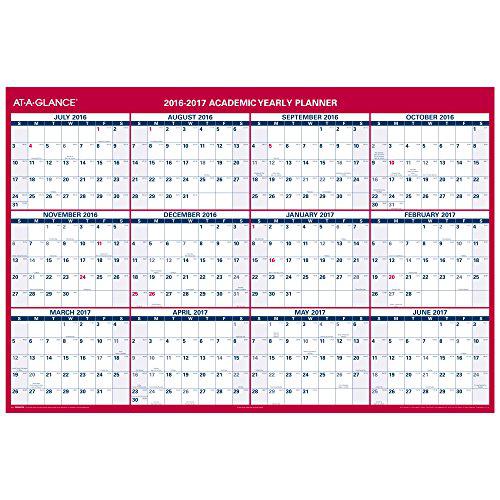 AT-A-GLANCE®
2016-2017 ACADEMIC YEARLY PLANNER
JULY 2016 AUGUST 2016 SEPTEMBER 2016 OCTOBER 2016
S M T W T F S S M T W T F S S M T W T F S S M T W T F S
1 2 1 2 3 4 5 6 1 2 3 1
3 4 5 6 7 8 9 7 8 9 10 11 12 13 4 5 6 7 8 9 10 2 3 4 5 6 7 8
10 11 12 13 14 15 16 14 15 16 17 18 19 20 11 12 13 14 15 16 17 9 10 11 12 13 14 15
17 18 19 20 21 22 23 21 22 23 24 25 26 27 18 19 20 21 22 23 24 16 17 18 19 20 21 22
24 25 26 27 28 29 30 28 29 30 31 25 26 27 28 29 30 23 24 25 26 27 28 29
31 30 31
NOVEMBER 2016 DECEMBER 2016 JANUARY 2017 FEBRUARY 2017
S M T W T F S S M T W T F S S M T W T F S S M T W T F S
1 2 3 4 5 1 2 3 1 2 3 4 5 6 7 1 2 3 4
6 7 8 9 10 11 12 4 5 6 7 8 9 10 8 9 10 11 12 13 14 5 6 7 8 9 10 11
13 14 15 16 17 18 19 11 12 13 14 15 16 17 15 16 17 18 19 20 21 12 13 14 15 16 17 18
20 21 22 23 24 25 26 18 19 20 21 22 23 24 22 23 24 25 26 27 28 19 20 21 22 23 24 25
27 28 29 30 25 26 27 28 29 30 31 29 30 31 26 27 28
MARCH 2017 APRIL 2017 MAY 2017 JUNE 2017
S M T W T F S S M T W T F S S M T W T F S S M T W T F S
1 2 3 4 1 1 2 3 4 5 6 1 2 3
5 6 7 8 9 10 11 2 3 4 5 6 7 8 7 8 9 10 11 12 13 4 5 6 7 8 9 10
12 13 14 15 16 17 18 9 10 11 12 13 14 15 14 15 16 17 18 19 20 11 12 13 14 15 16 17
19 20 21 22 23 24 25 16 17 18 19 20 21 22 21 22 23 24 25 26 27 18 19 20 21 22 23 24
26 27 28 29 30 31 23 24 25 26 27 28 29 28 29 30 31 25 26 27 28 29 30
30